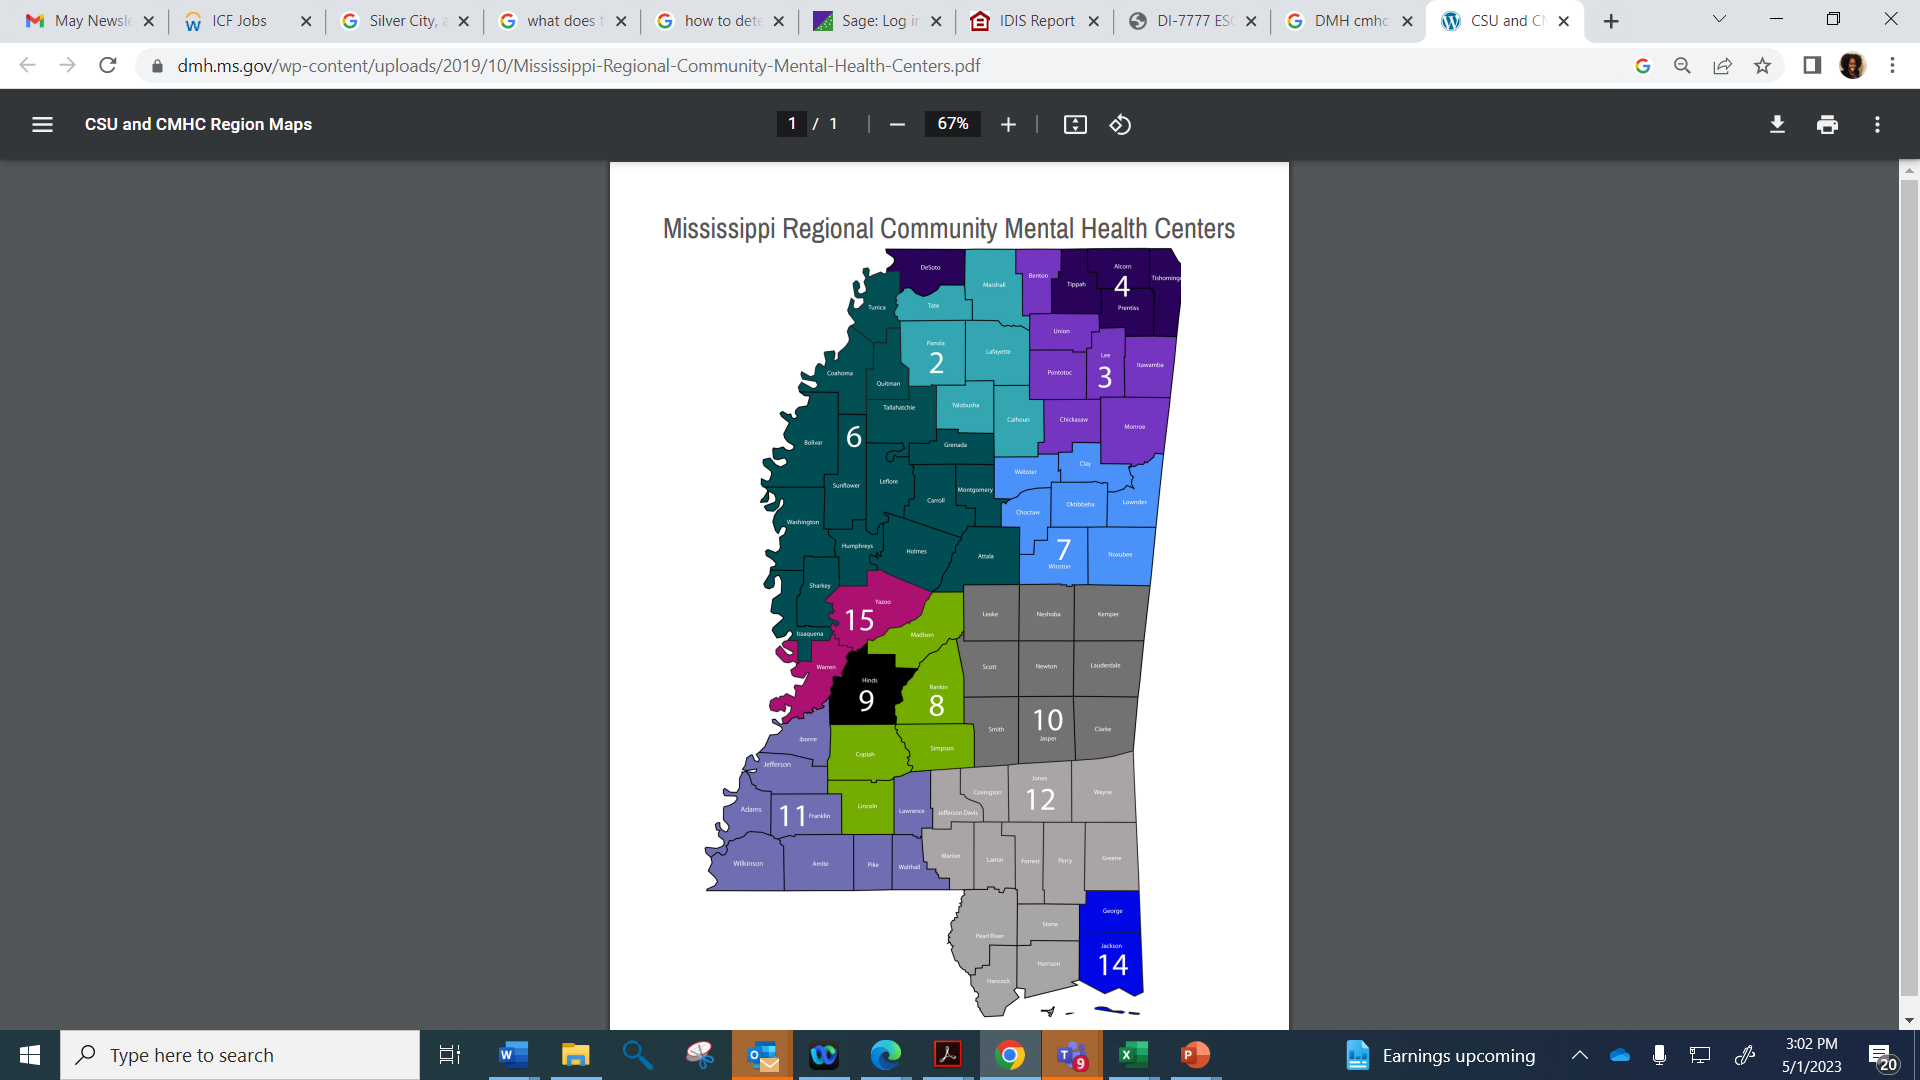 May Newsl
ICF Jobs
Silver City, a
what does t
how to dete
Sage: Log in
IDIS Report
DI-7777 ESG
DMH cmhc
CSU and CM
dmh.ms.gov/wp-content/uploads/2019/10/Mississippi-Regional-Community-Mental-Health-Centers.pdf
CSU and CMHC Region Maps
1 / 1
67%
Mississippi Regional Community Mental Health Centers
DeSoto
Marshall
Benton
Tippah
Alcorn
4
Tishoming
Prentiss
Tunica
Tate
Union
Panola
2
Lafayette
Pontotoc
Lee
3
Itawamba
Coahoma
Quitman
Tallahatchie
Yalobusha
Calhoun
Chickasaw
Monroe
Bolivar
6
Grenada
Webster
Clay
Sunflower
Leflore
Carroll
Montgomery
Choctaw
Oktibbeha
Lowndes
Washington
Humphreys
Holmes
Attala
7
Winston
Noxubee
Sharkey
Yazoo
15
Issaquena
Madison
Leake
Neshoba
Kemper
Warren
Hinds
9
Rankin
8
Scott
Newton
Lauderdale
iborne
Copiah
Simpson
Smith
10
Jasper
Clarke
Jefferson
Adams
11
Franklin
Lincoln
Lawrence
Jefferson Davis
Covington
Jones
12
Wayne
Wilkinson
Amite
Pike
Walthall
Marion
Lamar
Forrest
Perry
Greene
Pearl River
Stone
George
Hancock
Harrison
Jackson
14
Type here to search
9
Earnings upcoming
3:02 PM
5/1/2023
20